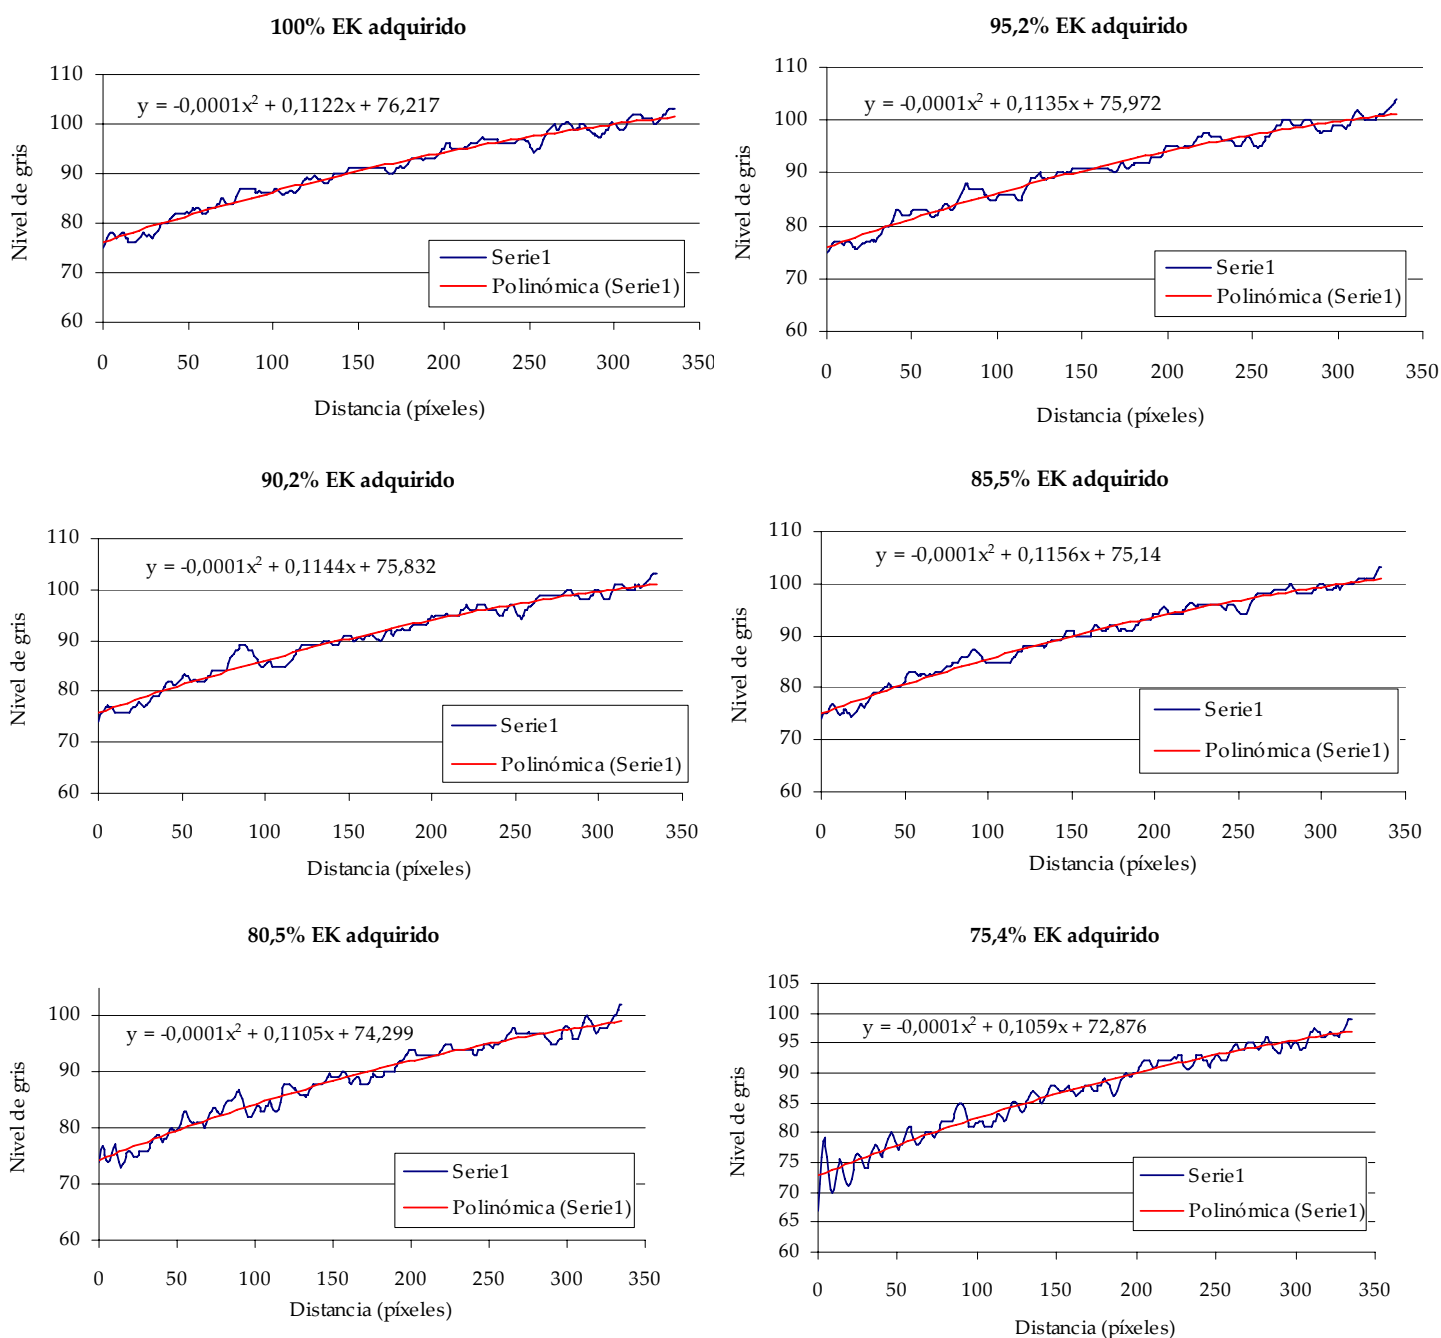 100% EK adquirido
110
100
90
80
70
60
y = -0,0001x² + 0,1122x + 76,217
Nivel de gris
Serie1
Polinómica (Serie1)
0 50 100 150 200 250 300 350
Distancia (píxeles)
95,2% EK adquirido
110
100
90
80
70
60
y = -0,0001x² + 0,1135x + 75,972
Nivel de gris
Serie1
Polinómica (Serie1)
0 50 100 150 200 250 300 350
Distancia (píxeles)
90,2% EK adquirido
110
100
90
80
70
60
y = -0,0001x² + 0,1144x + 75,832
Nivel de gris
Serie1
Polinómica (Serie1)
0 50 100 150 200 250 300 350
Distancia (píxeles)
85,5% EK adquirido
110
100
90
80
70
60
y = -0,0001x² + 0,1156x + 75,14
Nivel de gris
Serie1
Polinómica (Serie1)
0 50 100 150 200 250 300 350
Distancia (píxeles)
80,5% EK adquirido
100
90
80
70
60
y = -0,0001x² + 0,1105x + 74,299
Nivel de gris
Serie1
Polinómica (Serie1)
0 50 100 150 200 250 300 350
Distancia (píxeles)
75,4% EK adquirido
105
100
95
90
85
80
75
70
65
60
y = -0,0001x² + 0,1059x + 72,876
Nivel de gris
Serie1
Polinómica (Serie1)
0 50 100 150 200 250 300 350
Distancia (píxeles)